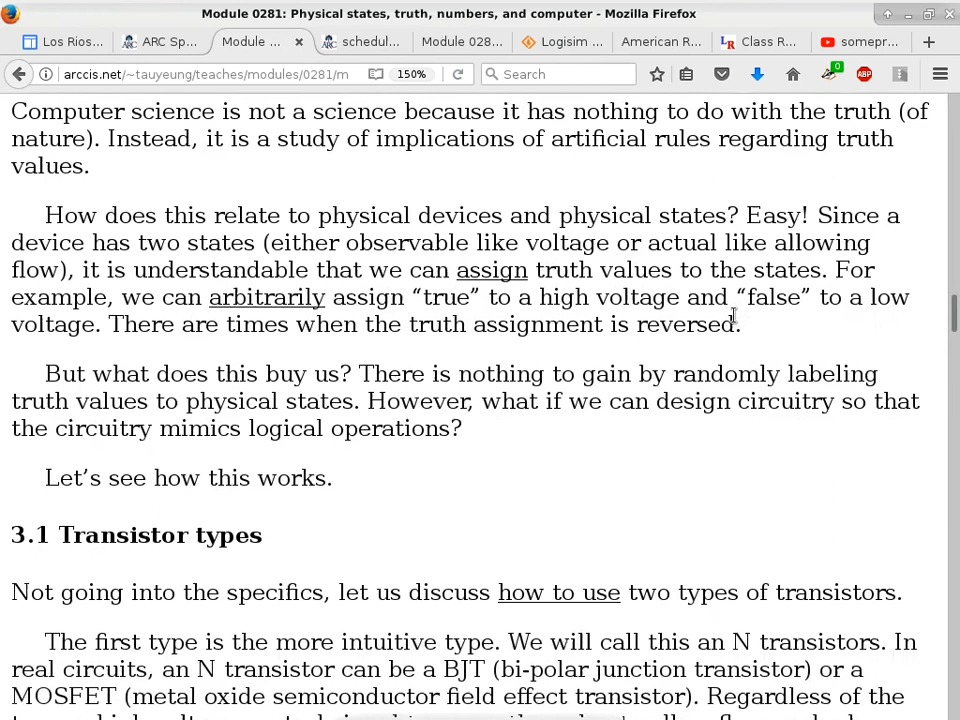 Module 0281: Physical states, truth, numbers, and computer - Mozilla Firefox
Los Rios... ARC Sp... Module ... schedul... Module 028... Logisim ... American R... Class R... somepr...
arccis.net/~tauyeung/teaches/modules/0281/m 150% Search 0 ABP
Computer science is not a science because it has nothing to do with the truth (of
nature). Instead, it is a study of implications of artificial rules regarding truth
values.
How does this relate to physical devices and physical states? Easy! Since a
device has two states (either observable like voltage or actual like allowing
flow), it is understandable that we can assign truth values to the states. For
example, we can arbitrarily assign “true” to a high voltage and “false” to a low
voltage. There are times when the truth assignment is reversed.
But what does this buy us? There is nothing to gain by randomly labeling
truth values to physical states. However, what if we can design circuitry so that
the circuitry mimics logical operations?
Let’s see how this works.
3.1 Transistor types
Not going into the specifics, let us discuss how to use two types of transistors.
The first type is the more intuitive type. We will call this an N transistors. In
real circuits, an N transistor can be a BJT (bi-polar junction transistor) or a
MOSFET (metal oxide semiconductor field effect transistor). Regardless of the